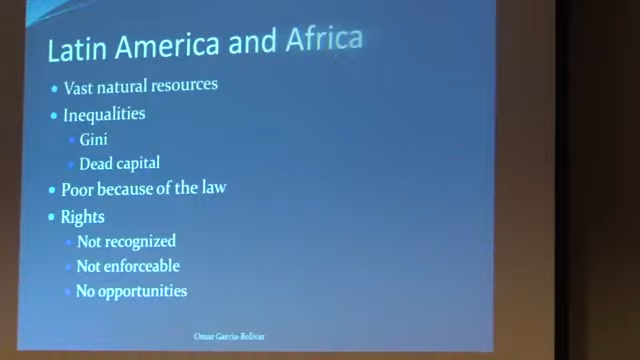 Latin America and Africa
• Vast natural resources
• Inequalities
• Gini
• Dead capital
• Poor because of the law
• Rights
• Not recognized
• Not enforceable
• No opportunities
Omar Garcia-Bolivar